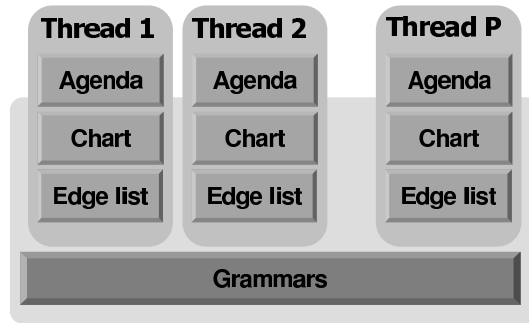 Thread 1
Agenda
Chart
Edge list
Thread 2
Agenda
Chart
Edge list
Thread P
Agenda
Chart
Edge list
Grammars